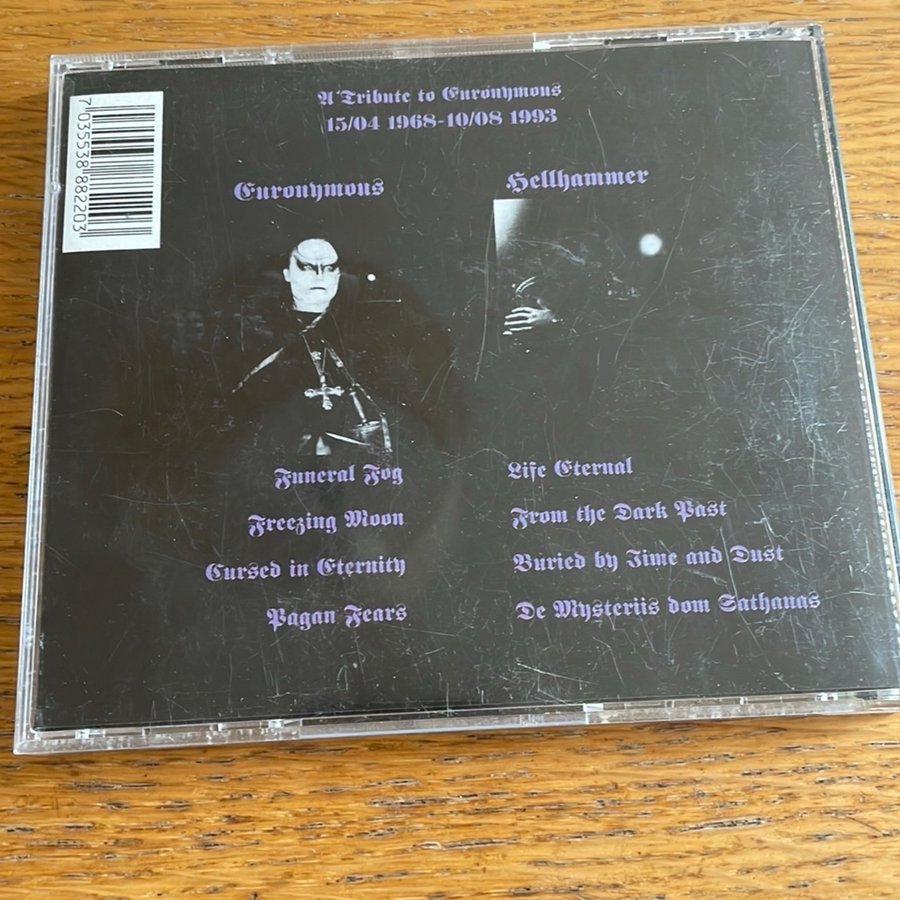 A Tribute to Euronymous
15/04 1968-10/08 1993
7035538882203
Euronymous
Hellhammer
Funeral Fog
Freezing Moon
Cursed in Eternity
Pagan Fears
Life Eternal
From the Dark Past
Buried by Time and Dust
De Mysteriis dom Sathanas